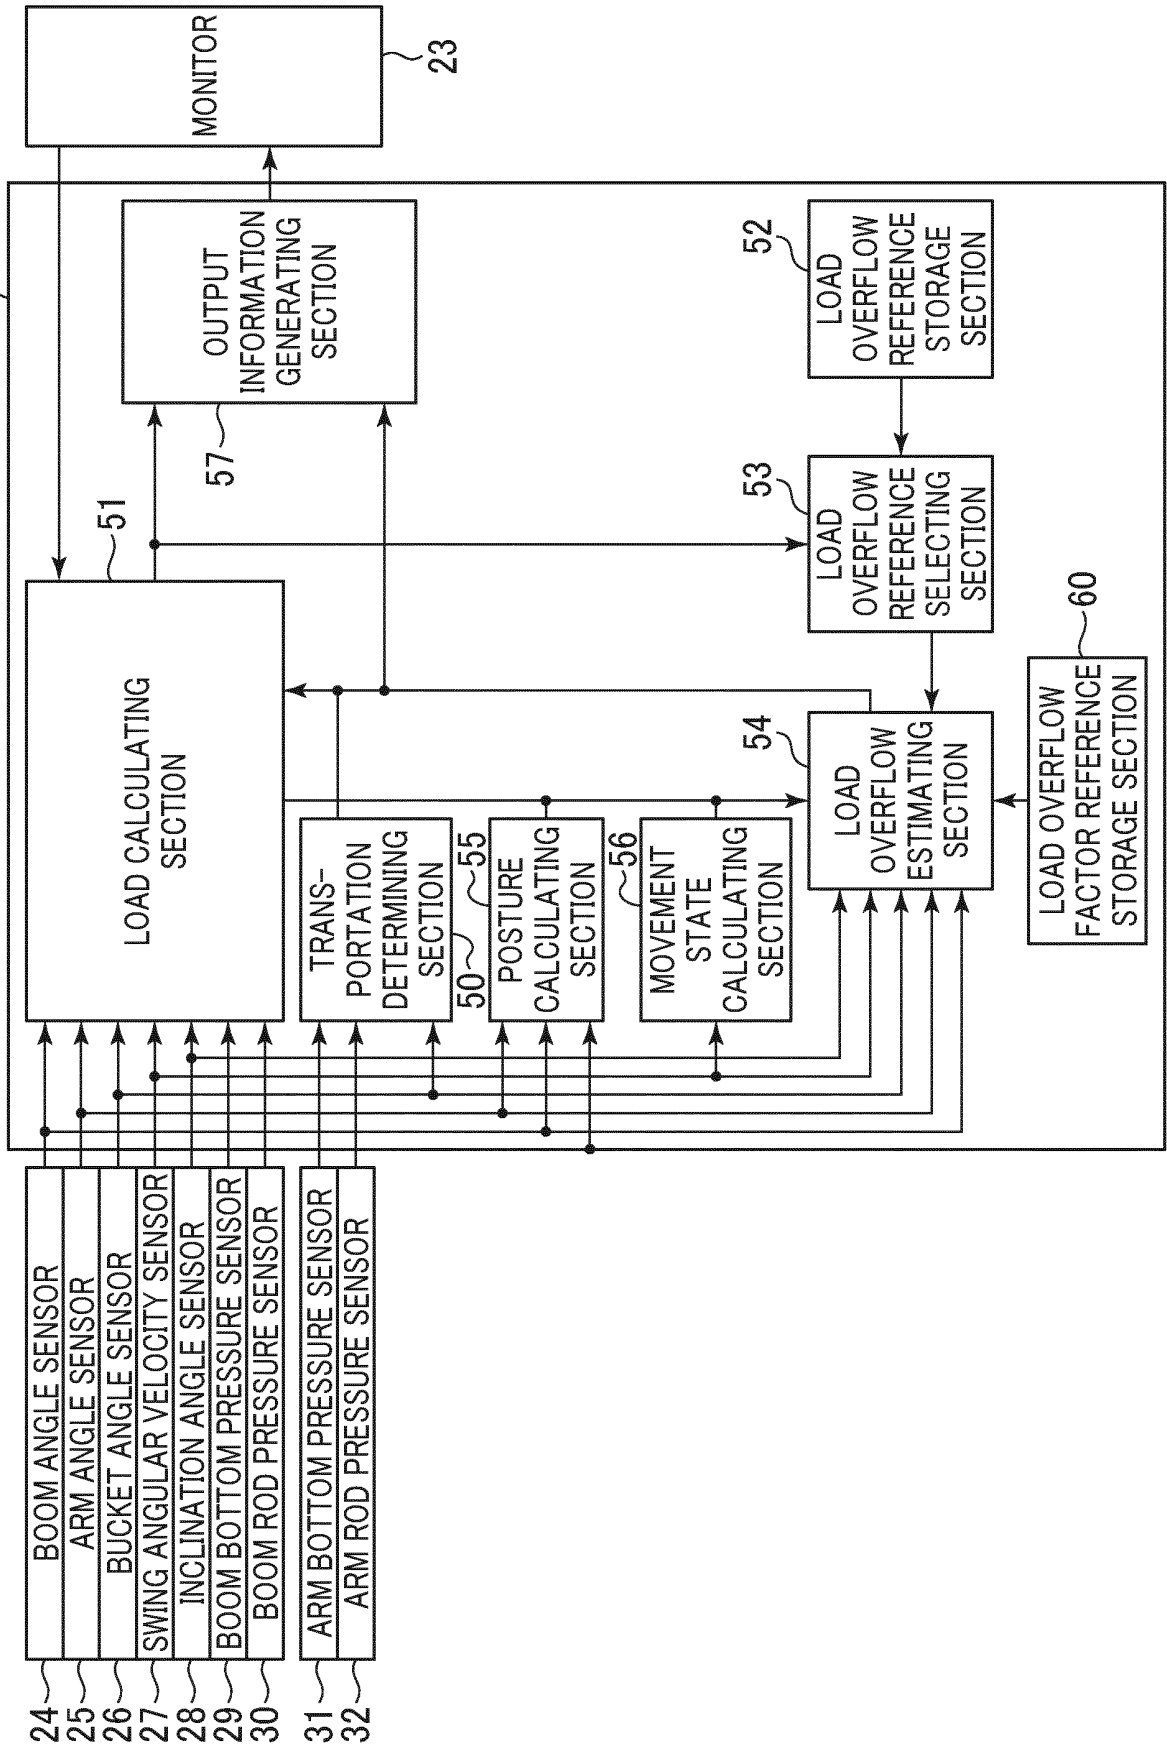 24
BOOM ANGLE SENSOR
25
ARM ANGLE SENSOR
26
BUCKET ANGLE SENSOR
27
SWING ANGULAR VELOCITY SENSOR
28
INCLINATION ANGLE SENSOR
29
BOOM BOTTOM PRESSURE SENSOR
30
BOOM ROD PRESSURE SENSOR
31
ARM BOTTOM PRESSURE SENSOR
32
ARM ROD PRESSURE SENSOR
LOAD CALCULATING
SECTION
51
TRANS-
PORTATION
DETERMINING
SECTION
50
POSTURE
CALCULATING
SECTION
55
MOVEMENT
STATE
CALCULATING
SECTION
56
LOAD
OVERFLOW
ESTIMATING
SECTION
54
LOAD OVERFLOW
FACTOR REFERENCE
STORAGE SECTION
60
LOAD
OVERFLOW
REFERENCE
SELECTING
SECTION
53
LOAD
OVERFLOW
REFERENCE
STORAGE
SECTION
52
OUTPUT
INFORMATION
GENERATING
SECTION
57
MONITOR
23